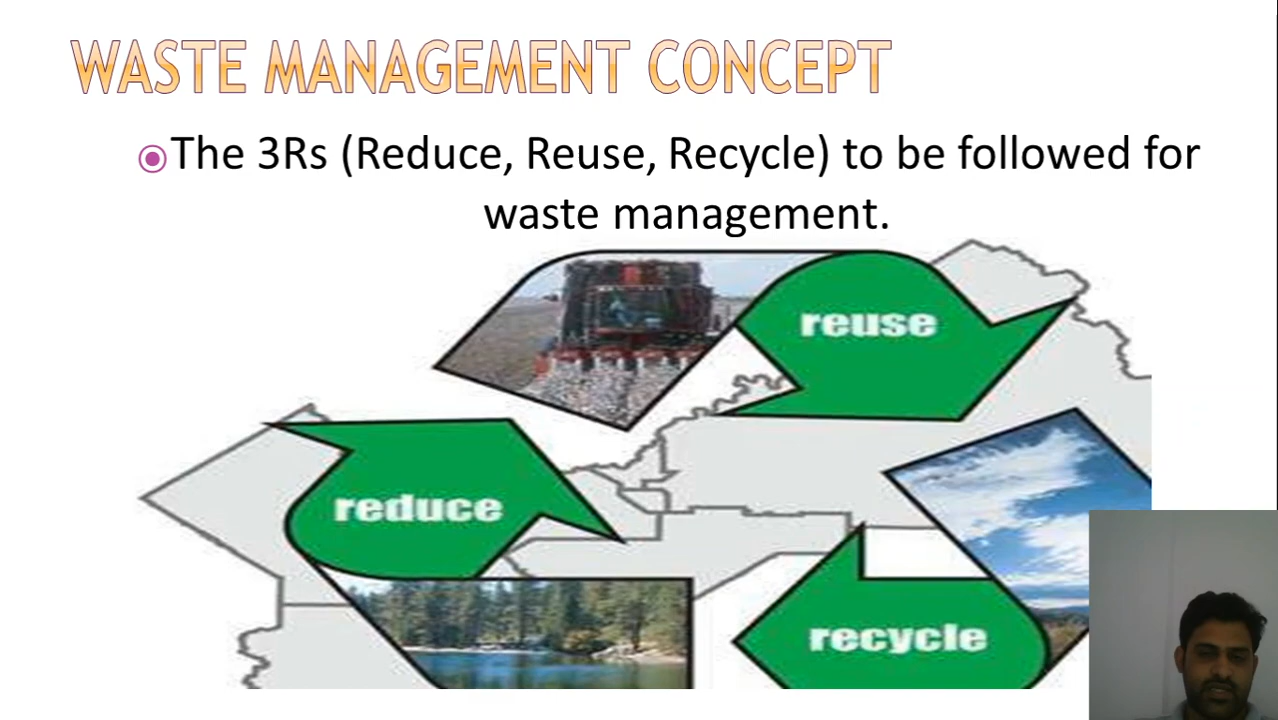 WASTE MANAGEMENT CONCEPT
The 3Rs (Reduce, Reuse, Recycle) to be followed for
waste management.
reuse
reduce
recycle